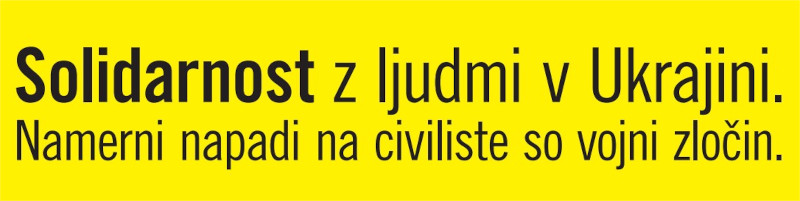 Solidarnost z ljudmi v Ukrajini.
Namerni napadi na civiliste so vojni zločin.